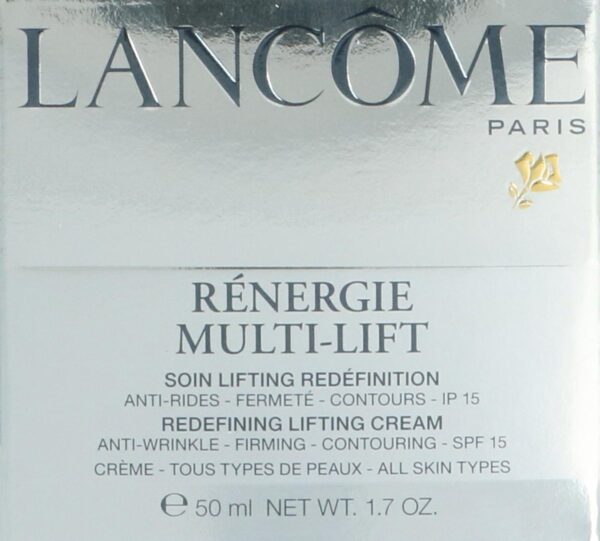 LANCÔME
PARIS
RÉNERGIE
MULTI-LIFT
SOIN LIFTING REDÉFINITION
ANTI-RIDES - FERMETÉ - CONTOURS - IP 15
REDEFINING LIFTING CREAM
ANTI-WRINKLE - FIRMING - CONTOURING - SPF 15
CRÈME - TOUS TYPES DE PEAUX - ALL SKIN TYPES
℮ 50 ml NET WT. 1.7 OZ.